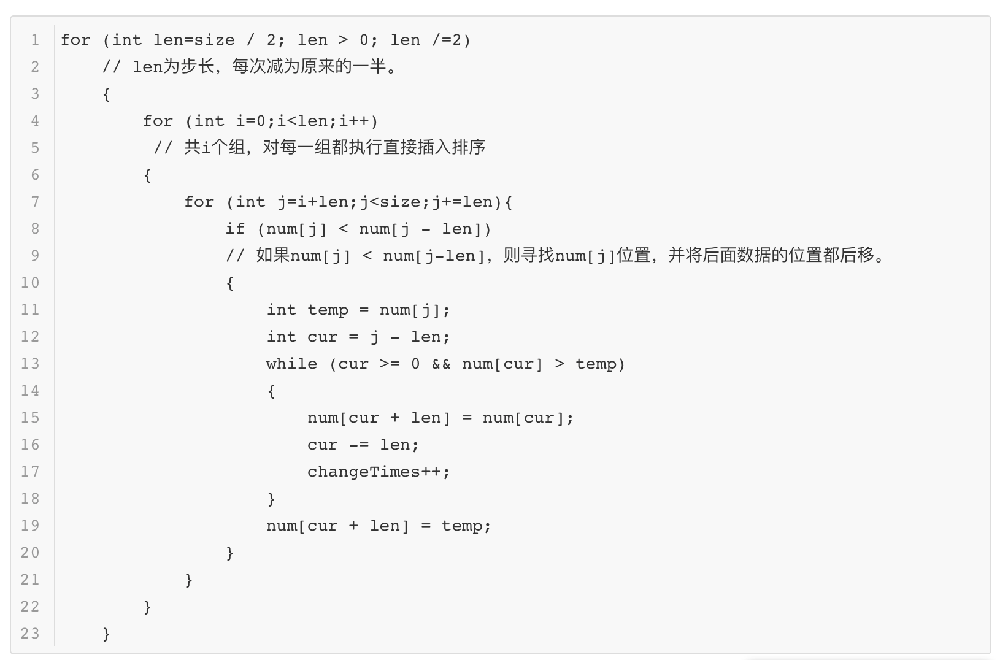 1 for (int len=size / 2; len > 0; len /=2)
2 // len为步长，每次减为原来的一半。
3 {
4 for (int i=0;i<len;i++)
5 // 共i个组，对每一组都执行直接插入排序
6 {
7 for (int j=i+len;j<size;j+=len){
8 if (num[j] < num[j - len])
9 // 如果num[j] < num[j-len]，则寻找num[j]位置，并将后面数据的位置都后移。
10 {
11 int temp = num[j];
12 int cur = j - len;
13 while (cur >= 0 && num[cur] > temp)
14 {
15 num[cur + len] = num[cur];
16 cur -= len;
17 changeTimes++;
18 }
19 num[cur + len] = temp;
20 }
21 }
22 }
23 }